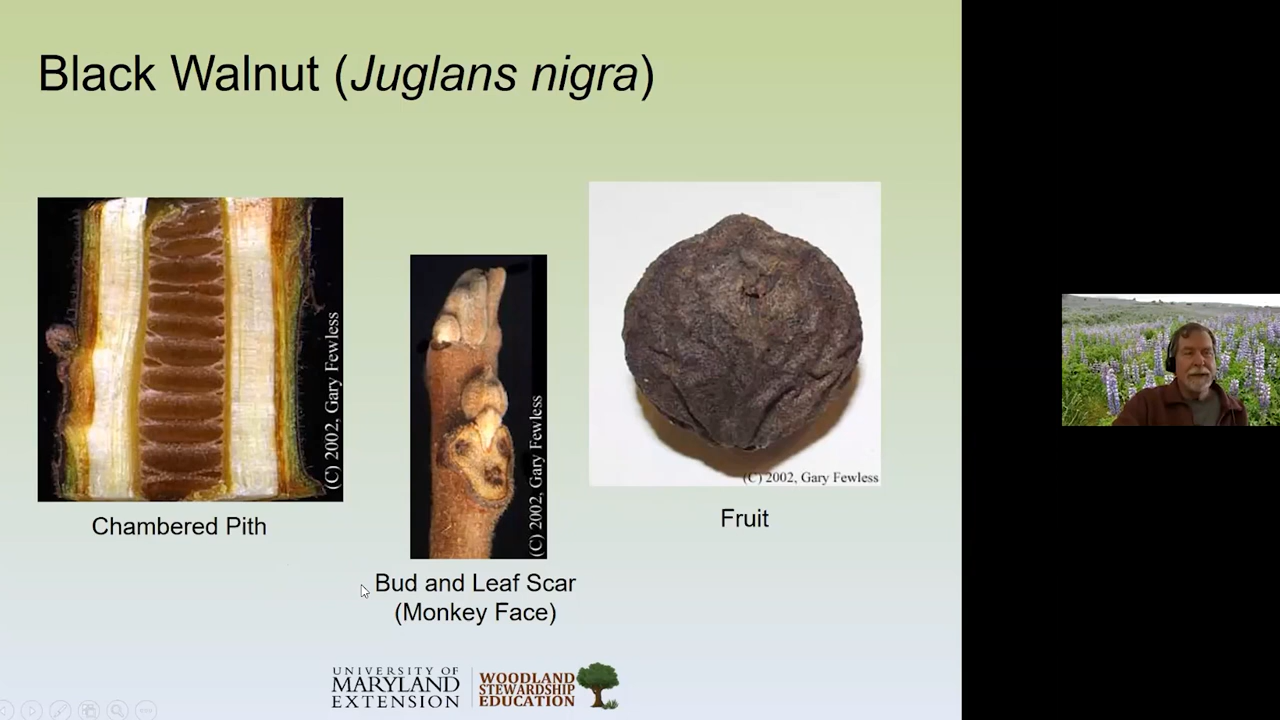 Black Walnut (Juglans nigra)
(C) 2002, Gary Fewless
Chambered Pith
(C) 2002, Gary Fewless
Bud and Leaf Scar
(Monkey Face)
(C) 2002, Gary Fewless
Fruit
UNIVERSITY OF
MARYLAND
EXTENSION
WOODLAND
STEWARDSHIP
EDUCATION